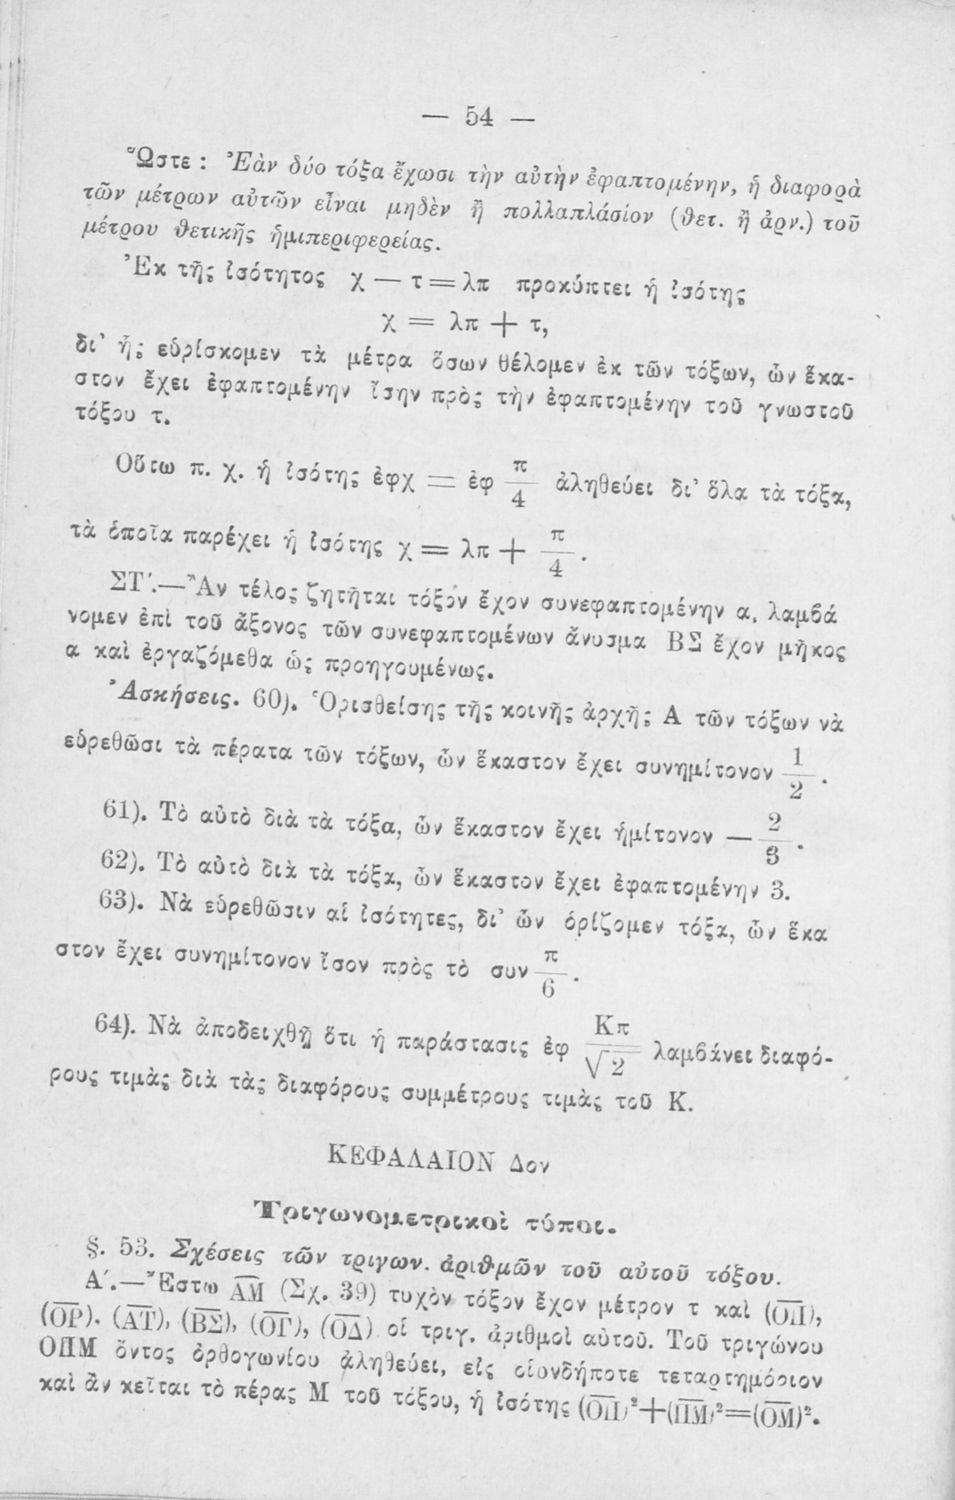 — 54 —
Ὥστε : Ἐὰν δύο τόξα ἔχωσι τὴν αὐτὴν ἐφαπτομένην, ἡ διαφορὰ
τῶν μέτρων αὐτῶν εἶναι μηδὲν ἢ πολλαπλάσίον (θετ. ἢ ἀρν.) τοῦ
μέτρου θετικῆς ἡμιπεριφερείας.
Ἐκ τῆς ἰσότητος χ — τ = λπ προκύπτει ἡ ἰσότης
χ = λπ + τ,
δι' ἧς εὑρίσκομεν τὰ μέτρα ὅσων θέλομεν ἐκ τῶν τόξων, ὧν ἕκα-
στον ἔχει ἐφαπτομένην ἴσην πρὸς τὴν ἐφαπτομένην τοῦ γνωστοῦ
τόξου τ.
Οὕτω π. χ. ἡ ἰσότης ἐφχ = ἐφ π/4 ἀληθεύει δι' ὅλα τὰ τόξα,
τὰ ὁποῖα παρέχει ἡ ἰσότης χ = λπ + π/4 .
ΣΤ'.—Ἂν τέλος ζητῆται τόξον ἔχον συνεφαπτομένην α, λαμβά
νομεν ἐπὶ τοῦ ἄξονος τῶν συνεφαπτομένων ἄνυσμα ΒΣ ἔχον μῆκος
α καὶ ἐργαζόμεθα ὡς προηγουμένως.
Ἀσκήσεις. 60). Ὁρισθείσης τῆς κοινῆς ἀρχῆς Α τῶν τόξων νὰ
εὑρεθῶσι τὰ πέρατα τῶν τόξων, ὧν ἕκαστον ἔχει συνημίτονον 1/2 .
61). Τὸ αὐτὸ διὰ τὰ τόξα, ὧν ἕκαστον ἔχει ἡμίτονον — 2/3 .
62). Τὸ αὐτὸ διὰ τὰ τόξα, ὧν ἕκαστον ἔχει ἐφαπτομένην 3.
63). Νὰ εὑρεθῶσιν αἱ ἰσότητες, δι' ὧν ὁρίζομεν τόξα, ὧν ἕκα
στον ἔχει συνημίτονον ἴσον πρὸς τὸ συν π/6 .
64). Νὰ ἀποδειχθῇ ὅτι ἡ παράστασις ἐφ Κπ/√2 λαμβάνει διαφό-
ρους τιμὰς διὰ τὰς διαφόρους συμμέτρους τιμὰς τοῦ Κ.
ΚΕΦΑΛΑΙΟΝ Δον
Τριγωνομετρικοὶ τύποι.
§. 53. Σχέσεις τῶν τριγων. ἀριθμῶν τοῦ αὐτοῦ τόξου.
Α'.—Ἔστω A͞M͞ (Σχ. 39) τυχὸν τόξον ἔχον μέτρον τ καὶ (Ο͞Π͞),
(Ο͞Ρ͞). (Α͞Τ͞), (Β͞Σ͞), (Ο͞Γ͞), (Ο͞Δ͞) οἱ τριγ. ἀριθμοὶ αὐτοῦ. Τοῦ τριγώνου
ΟΠΜ ὄντος ὀρθογωνίου ἀληθεύει, εἰς οἱονδήποτε τεταρτημόριον
καὶ ἂν κεῖται τὸ πέρας Μ τοῦ τόξου, ἡ ἰσότης (Ο͞Π͞)²+(Π͞Μ͞)²=(Ο͞Μ͞)².